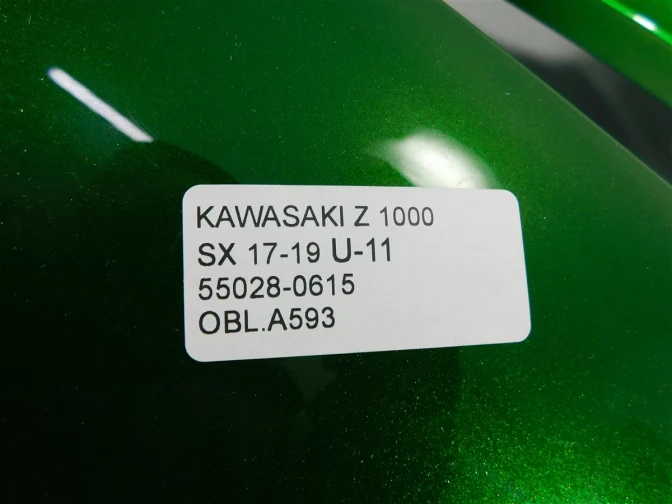 KAWASAKI Z 1000
SX 17-19 U-11
55028-0615
OBL.A593